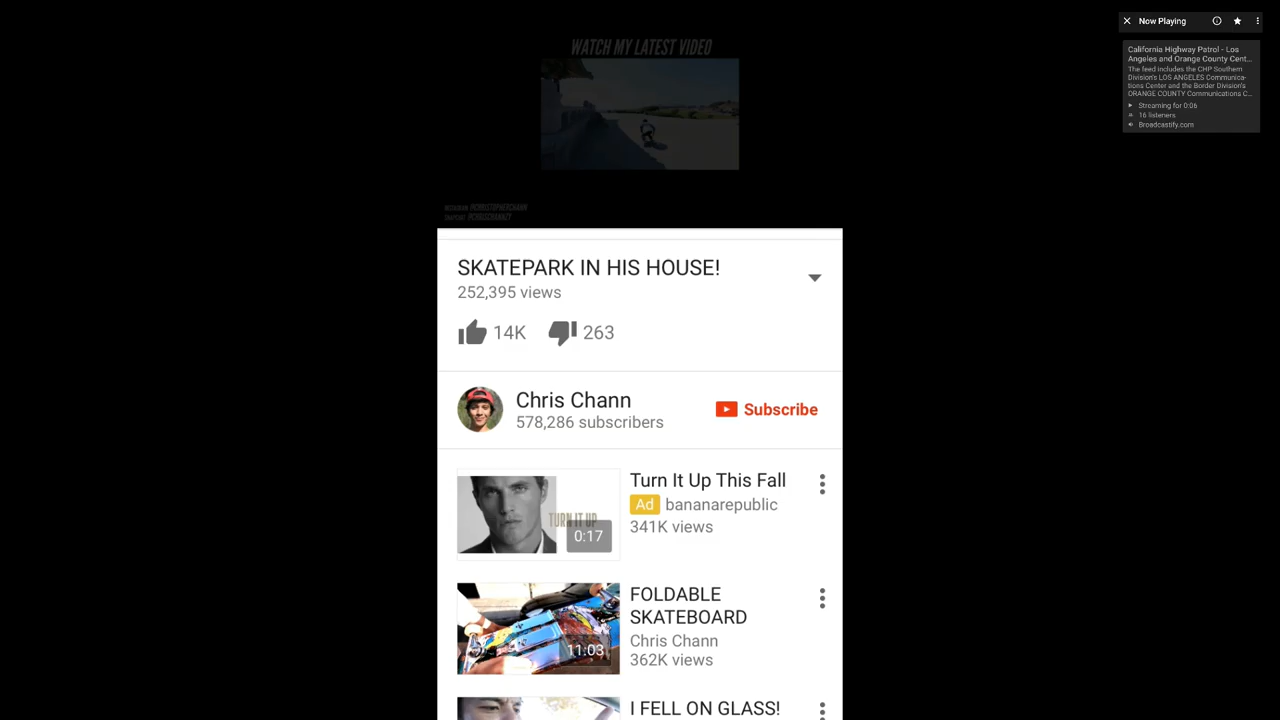 WATCH MY LATEST VIDEO
INSTAGRAM: @CHRISTOPHERCHANN
SNAPCHAT: @CHRISCHANNZY
SKATEPARK IN HIS HOUSE!
252,395 views
14K
263
Chris Chann
578,286 subscribers
Subscribe
Turn It Up This Fall
Ad bananarepublic
341K views
TURN IT UP
0:17
FOLDABLE
SKATEBOARD
Chris Chann
362K views
11:03
I FELL ON GLASS!
Now Playing
California Highway Patrol - Los
Angeles and Orange County Cent...
The feed includes the CHP Southern
Division's LOS ANGELES Communica-
tions Center and the Border Division's
ORANGE COUNTY Communications C...
Streaming for 0:06
16 listeners
Broadcastify.com